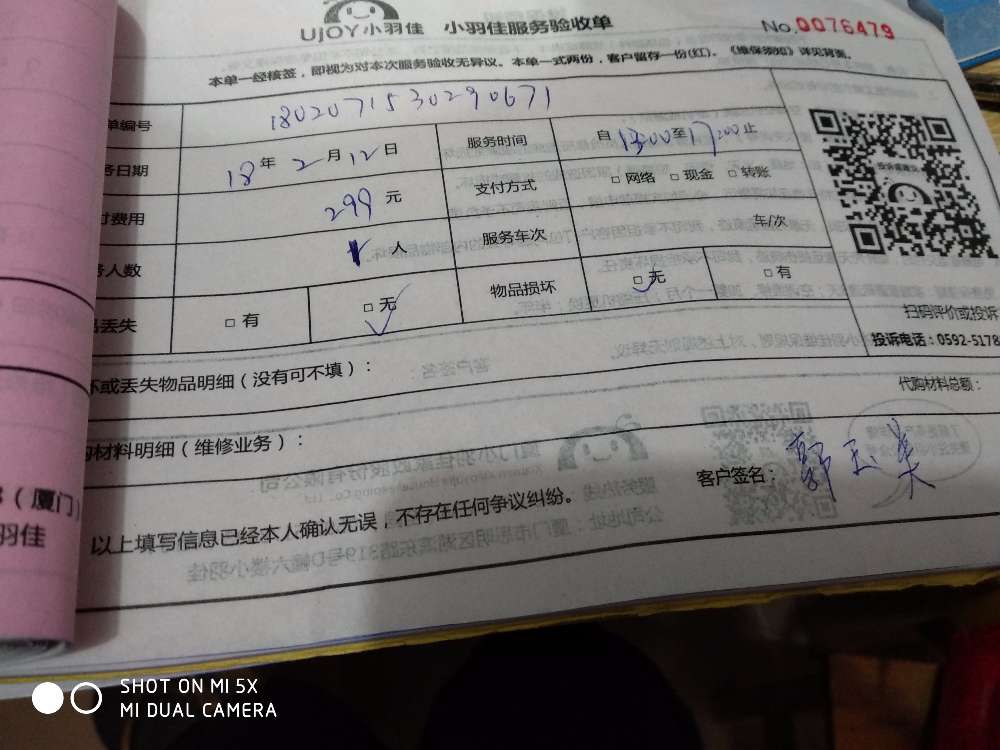 UJOY小羽佳 小羽佳服务验收单 No.0076479
本单一经核签，即视为对本次服务验收无异议。本单一式两份，客户留存一份(红)。《维保须知》详见背面。
单编号 1802071530290671
务日期 18年2月12日 服务时间 自1300至17:00止
付费用 299元 支付方式 □网络 □现金 □转账
务人数 1人 服务车次 车/次
品丢失 □有 □无 物品损坏 □无 □有
扫码评价或投诉
投诉电话：0592-5178
坏或丢失物品明细（没有可不填）：
代购材料总额：
购材料明细（维修业务）：
客户签名：郭玉美
以上填写信息已经本人确认无误，不存在任何争议纠纷。
（厦门）
羽佳
SHOT ON MI 5X
MI DUAL CAMERA